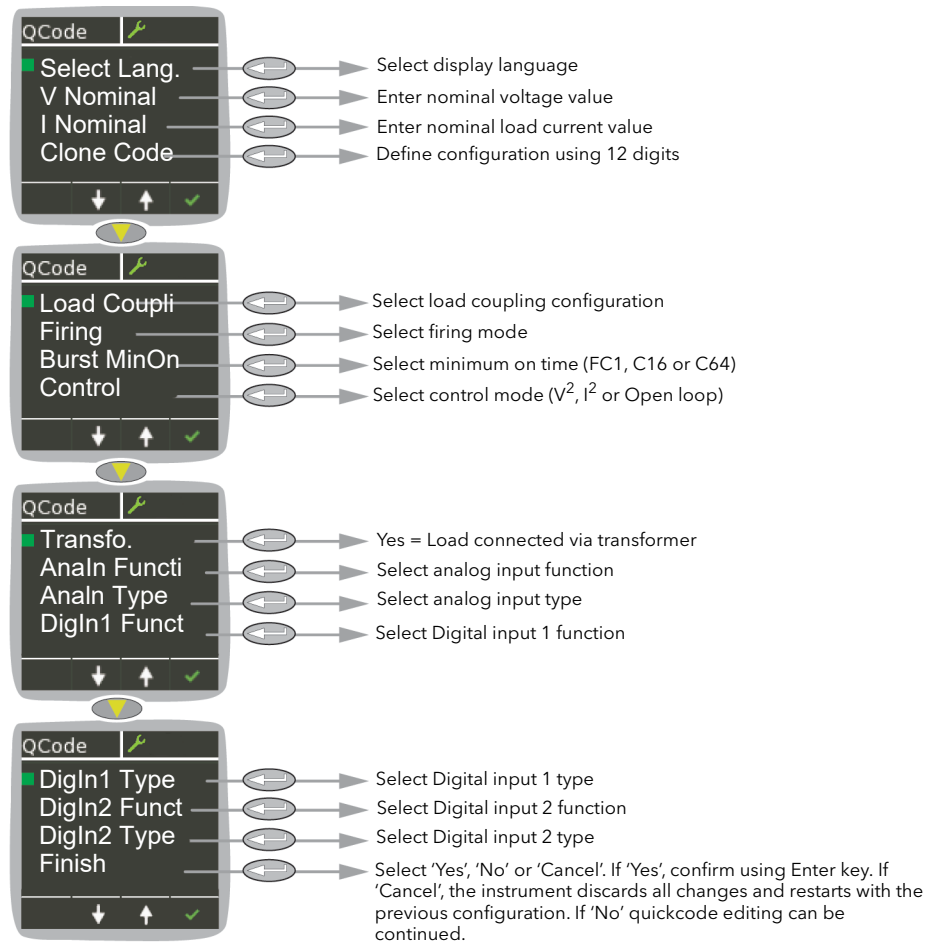 QCode
Select Lang.
Select display language
V Nominal
Enter nominal voltage value
I Nominal
Enter nominal load current value
Clone Code
Define configuration using 12 digits
QCode
Load Coupli
Select load coupling configuration
Firing
Select firing mode
Burst MinOn
Select minimum on time (FC1, C16 or C64)
Control
Select control mode (V², I² or Open loop)
QCode
Transfo.
Yes = Load connected via transformer
AnaIn Functi
Select analog input function
AnaIn Type
Select analog input type
DigIn1 Funct
Select Digital input 1 function
QCode
DigIn1 Type
Select Digital input 1 type
DigIn2 Funct
Select Digital input 2 function
DigIn2 Type
Select Digital input 2 type
Finish
Select ‘Yes’, ‘No’ or ‘Cancel’. If ‘Yes’, confirm using Enter key. If
‘Cancel’, the instrument discards all changes and restarts with the
previous configuration. If ‘No’ quickcode editing can be
continued.